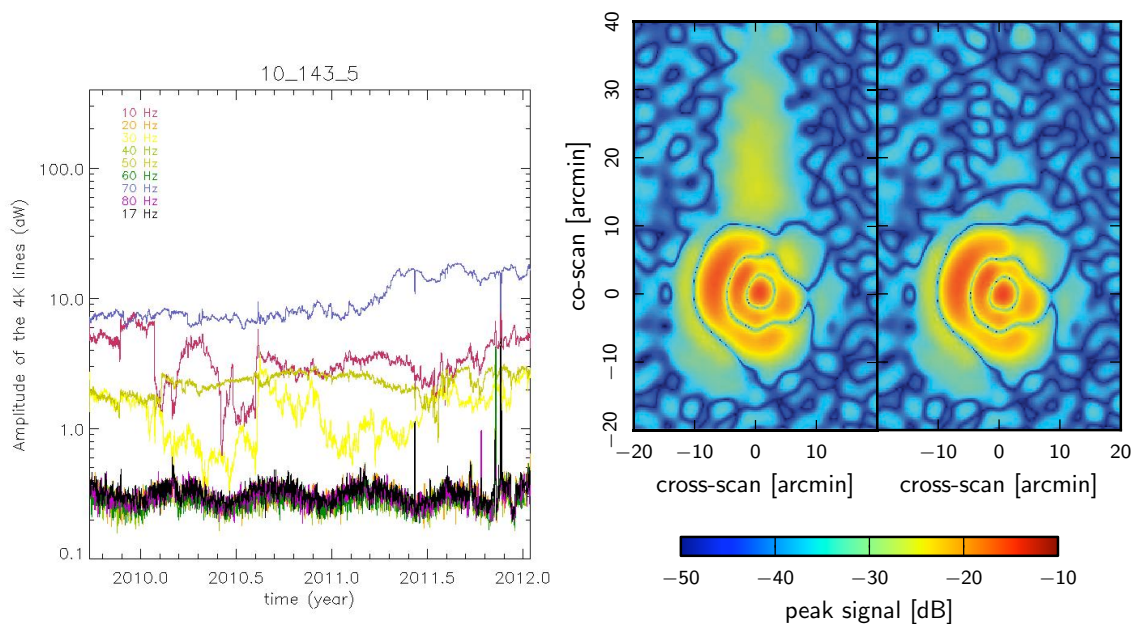 10_143_5
10 Hz
20 Hz
30 Hz
40 Hz
50 Hz
60 Hz
70 Hz
80 Hz
17 Hz
Amplitude of the 4K lines (aW)
100.0
10.0
1.0
0.1
2010.0 2010.5 2011.0 2011.5 2012.0
time (year)
co-scan [arcmin]
40
30
20
10
0
−10
−20
−10 0 10 −10 0 10 20
cross-scan [arcmin] cross-scan [arcmin]
−50 −40 −30 −20 −10
peak signal [dB]